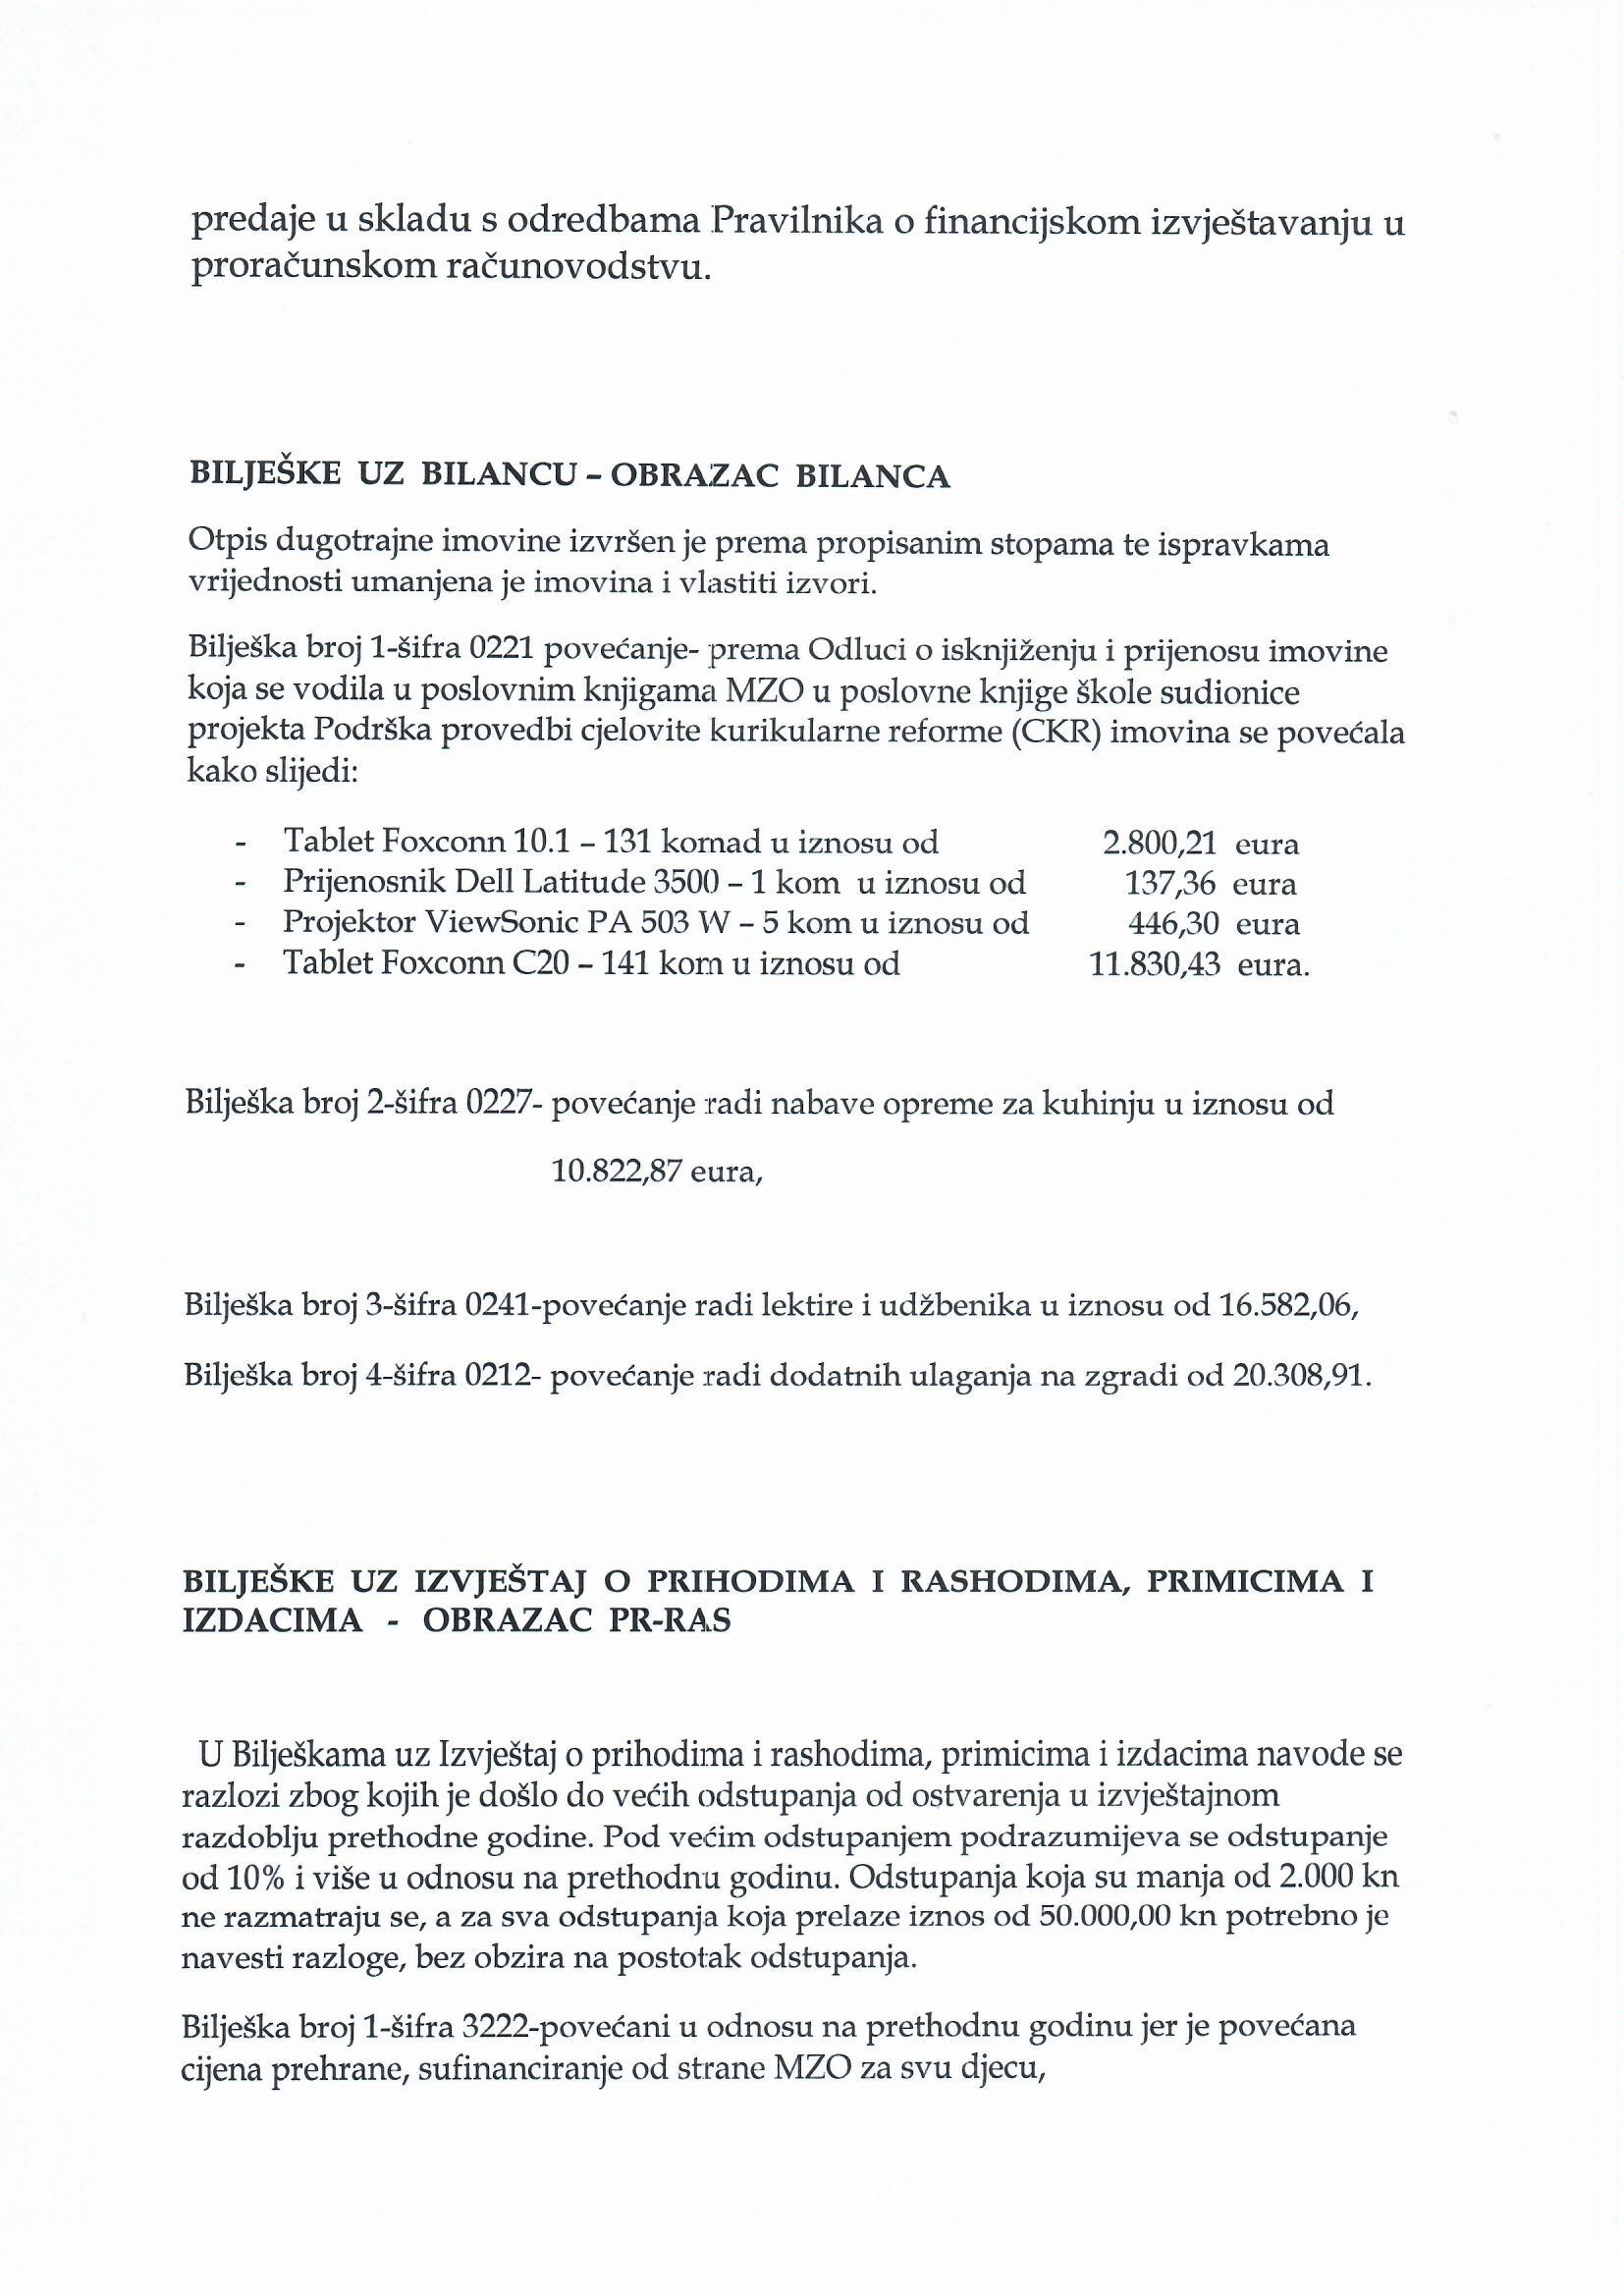 predaje u skladu s odredbama Pravilnika o financijskom izvještavanju u
proračunskom računovodstvu.
BILJEŠKE UZ BILANCU – OBRAZAC BILANCA
Otpis dugotrajne imovine izvršen je prema propisanim stopama te ispravkama
vrijednosti umanjena je imovina i vlastiti izvori.
Bilješka broj 1-šifra 0221 povećanje- prema Odluci o isknjiženju i prijenosu imovine
koja se vodila u poslovnim knjigama MZO u poslovne knjige škole sudionice
projekta Podrška provedbi cjelovite kurikularne reforme (CKR) imovina se povećala
kako slijedi:
- Tablet Foxconn 10.1 – 131 komad u iznosu od 2.800,21 eura
- Prijenosnik Dell Latitude 3500 – 1 kom u iznosu od 137,36 eura
- Projektor ViewSonic PA 503 W – 5 kom u iznosu od 446,30 eura
- Tablet Foxconn C20 – 141 kom u iznosu od 11.830,43 eura.
Bilješka broj 2-šifra 0227- povećanje radi nabave opreme za kuhinju u iznosu od
10.822,87 eura,
Bilješka broj 3-šifra 0241-povećanje radi lektire i udžbenika u iznosu od 16.582,06,
Bilješka broj 4-šifra 0212- povećanje radi dodatnih ulaganja na zgradi od 20.308,91.
BILJEŠKE UZ IZVJEŠTAJ O PRIHODIMA I RASHODIMA, PRIMICIMA I
IZDACIMA - OBRAZAC PR-RAS
U Bilješkama uz Izvještaj o prihodima i rashodima, primicima i izdacima navode se
razlozi zbog kojih je došlo do većih odstupanja od ostvarenja u izvještajnom
razdoblju prethodne godine. Pod većim odstupanjem podrazumijeva se odstupanje
od 10% i više u odnosu na prethodnu godinu. Odstupanja koja su manja od 2.000 kn
ne razmatraju se, a za sva odstupanja koja prelaze iznos od 50.000,00 kn potrebno je
navesti razloge, bez obzira na postotak odstupanja.
Bilješka broj 1-šifra 3222-povećani u odnosu na prethodnu godinu jer je povećana
cijena prehrane, sufinanciranje od strane MZO za svu djecu,